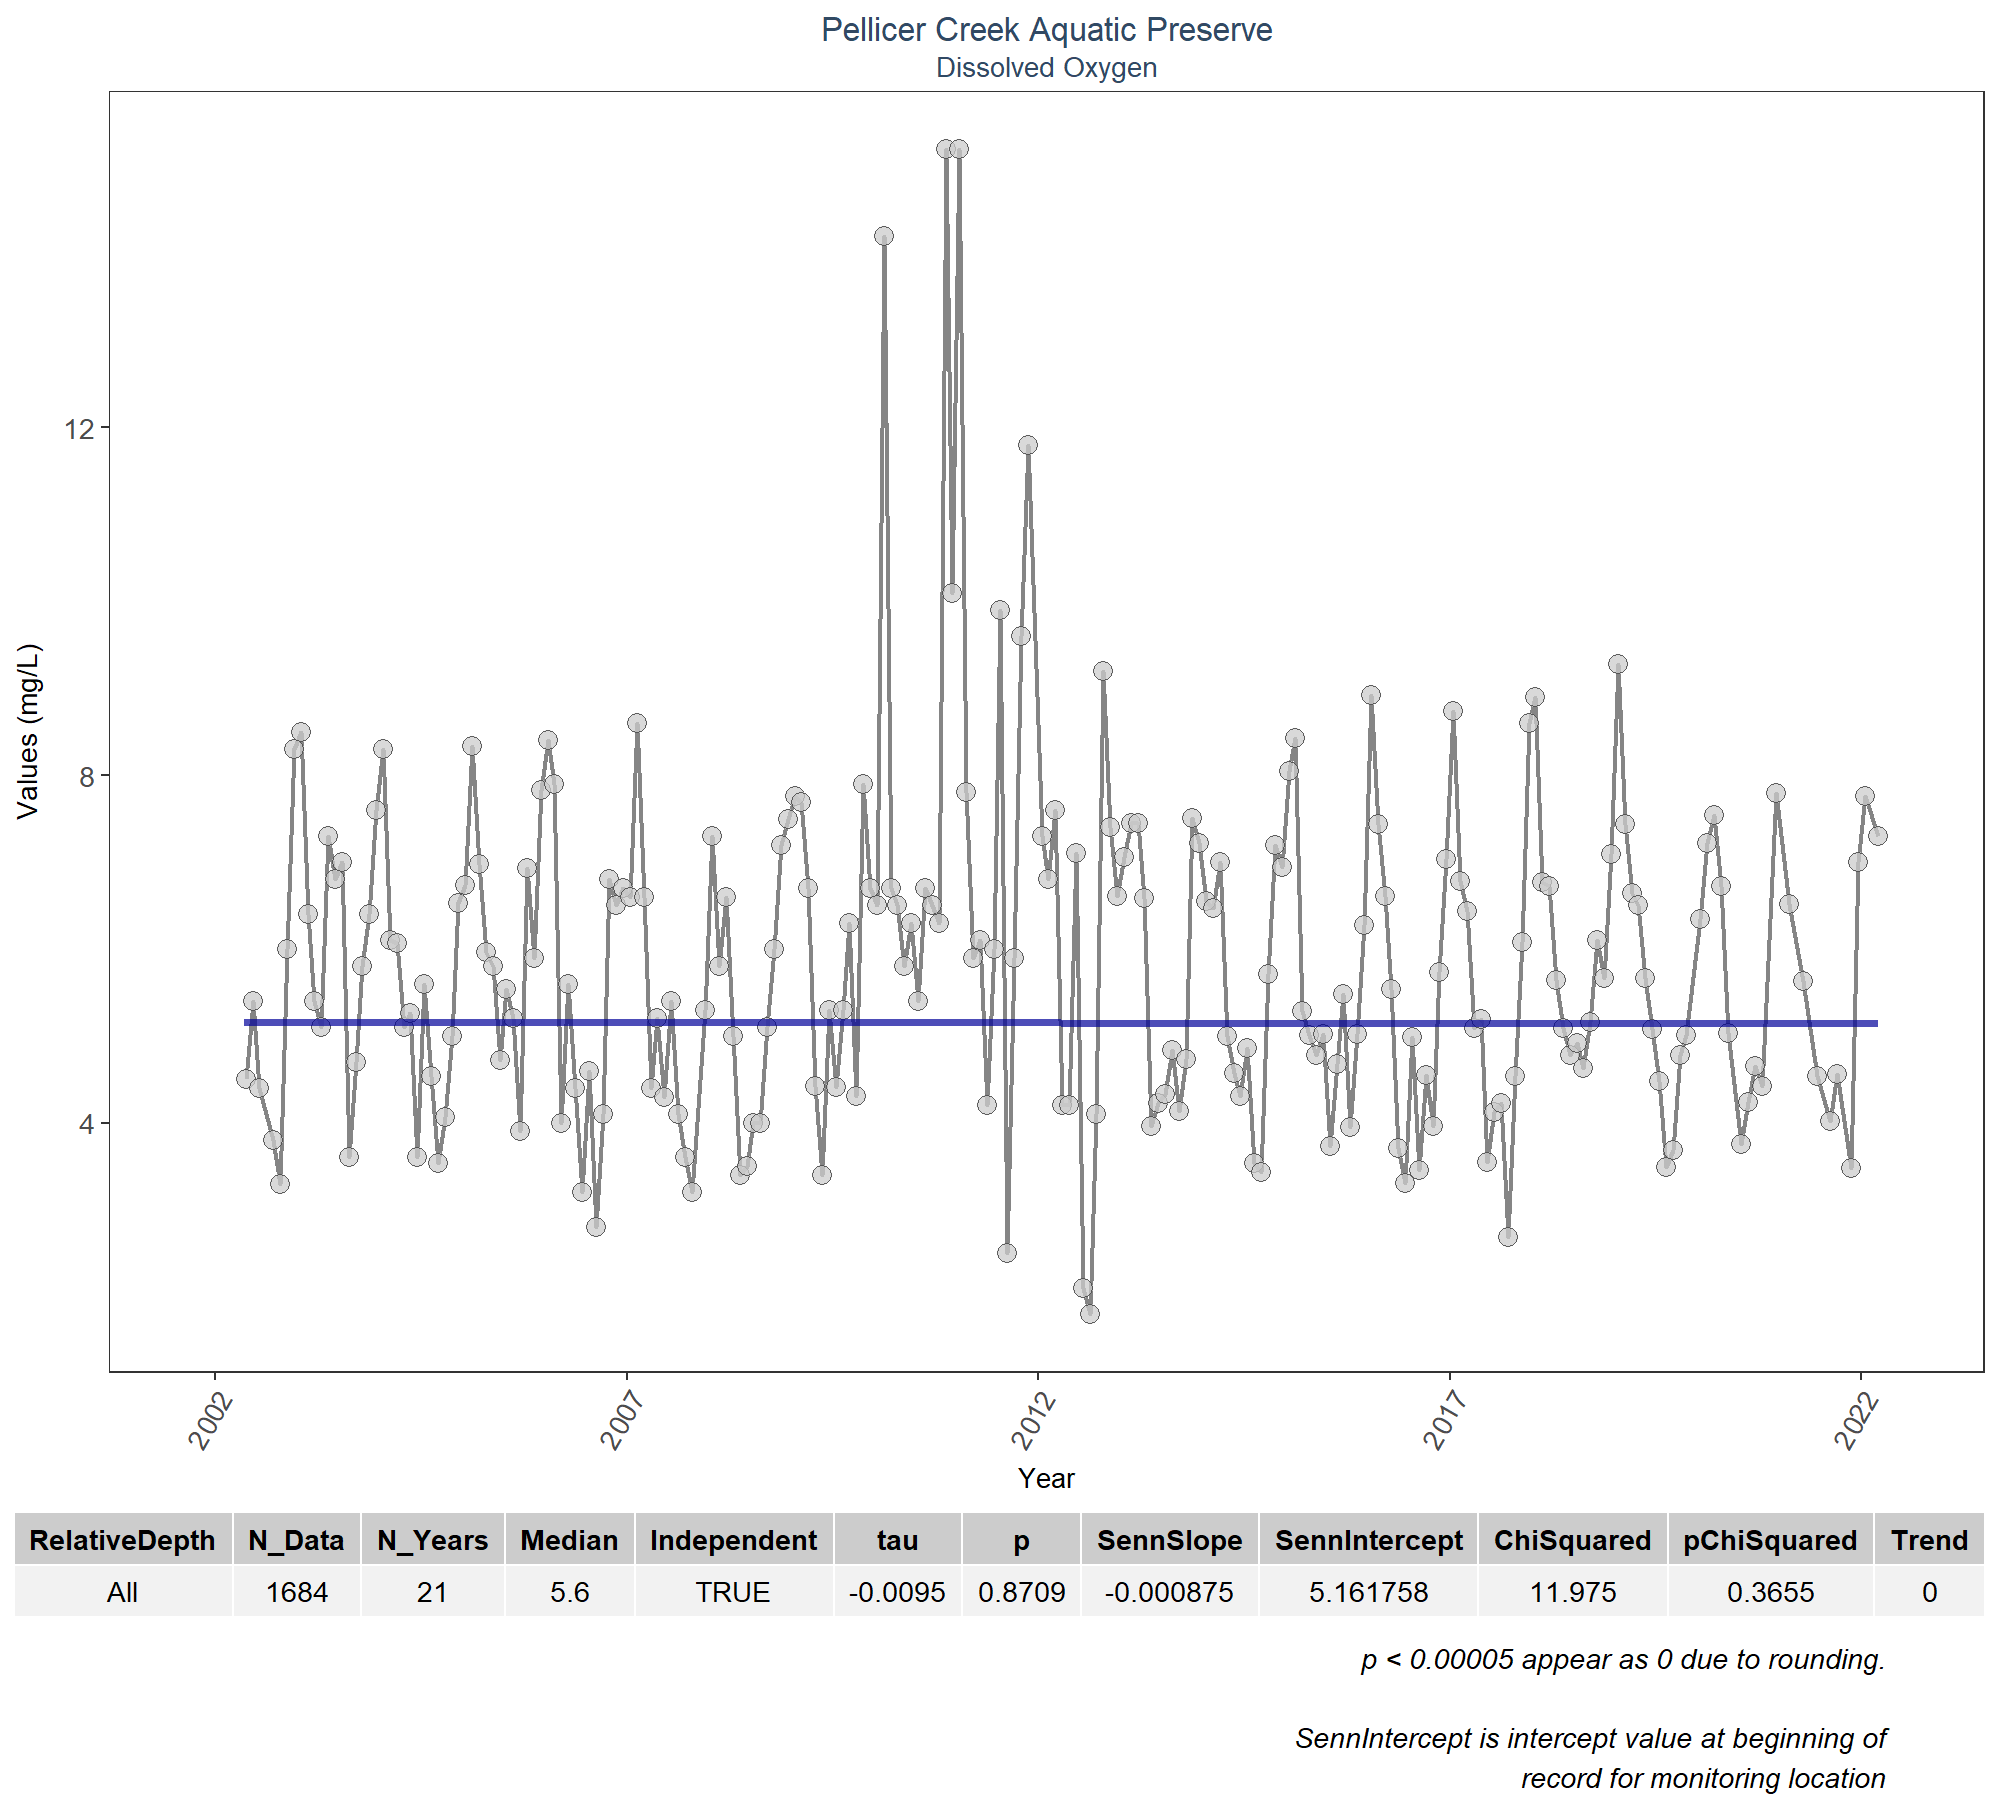 Pellicer Creek Aquatic Preserve
Dissolved Oxygen
Values (mg/L)
12
8
4
2002 2007 2012 2017 2022
Year
RelativeDepth N_Data N_Years Median Independent tau p SennSlope SennIntercept ChiSquared pChiSquared Trend
All 1684 21 5.6 TRUE -0.0095 0.8709 -0.000875 5.161758 11.975 0.3655 0
p < 0.00005 appear as 0 due to rounding.
SennIntercept is intercept value at beginning of
record for monitoring location